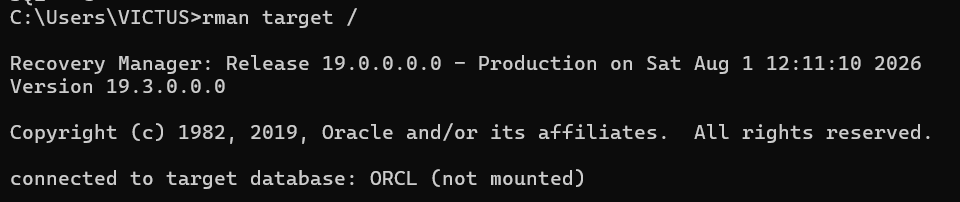 C:\Users\VICTUS>rman target /
Recovery Manager: Release 19.0.0.0.0 - Production on Sat Aug 1 12:11:10 2026
Version 19.3.0.0.0
Copyright (c) 1982, 2019, Oracle and/or its affiliates.  All rights reserved.
connected to target database: ORCL (not mounted)